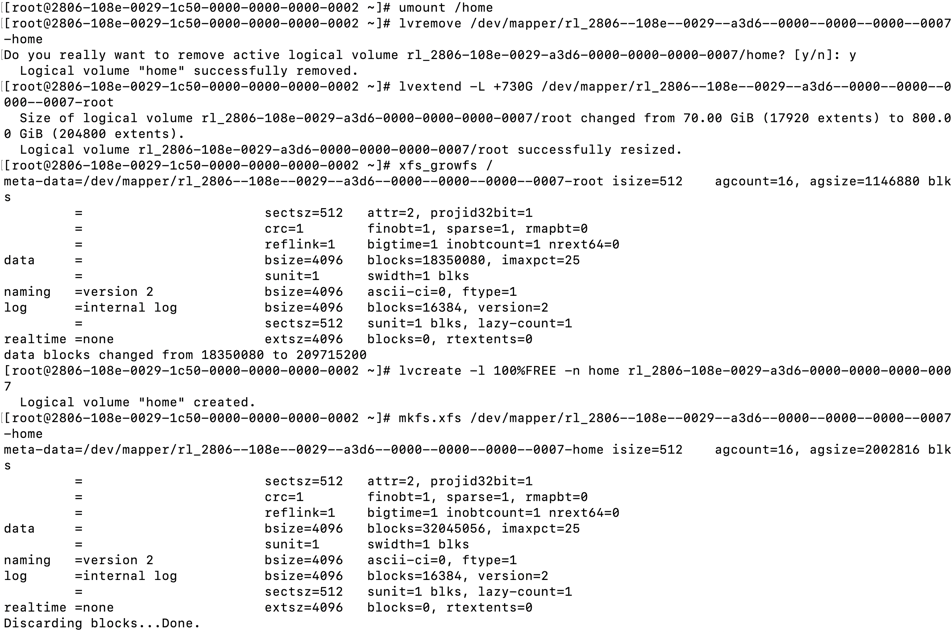 [root@2806-108e-0029-1c50-0000-0000-0000-0002 ~]# umount /home
[root@2806-108e-0029-1c50-0000-0000-0000-0002 ~]# lvremove /dev/mapper/rl_2806--108e--0029--a3d6--0000--0000--0000--0007
-home
Do you really want to remove active logical volume rl_2806-108e-0029-a3d6-0000-0000-0000-0007/home? [y/n]: y
  Logical volume "home" successfully removed.
[root@2806-108e-0029-1c50-0000-0000-0000-0002 ~]# lvextend -L +730G /dev/mapper/rl_2806--108e--0029--a3d6--0000--0000--0
000--0007-root
  Size of logical volume rl_2806-108e-0029-a3d6-0000-0000-0000-0007/root changed from 70.00 GiB (17920 extents) to 800.0
0 GiB (204800 extents).
  Logical volume rl_2806-108e-0029-a3d6-0000-0000-0000-0007/root successfully resized.
[root@2806-108e-0029-1c50-0000-0000-0000-0002 ~]# xfs_growfs /
meta-data=/dev/mapper/rl_2806--108e--0029--a3d6--0000--0000--0000--0007-root isize=512    agcount=16, agsize=1146880 blk
s
         =                       sectsz=512   attr=2, projid32bit=1
         =                       crc=1        finobt=1, sparse=1, rmapbt=0
         =                       reflink=1    bigtime=1 inobtcount=1 nrext64=0
data     =                       bsize=4096   blocks=18350080, imaxpct=25
         =                       sunit=1      swidth=1 blks
naming   =version 2              bsize=4096   ascii-ci=0, ftype=1
log      =internal log           bsize=4096   blocks=16384, version=2
         =                       sectsz=512   sunit=1 blks, lazy-count=1
realtime =none                   extsz=4096   blocks=0, rtextents=0
data blocks changed from 18350080 to 209715200
[root@2806-108e-0029-1c50-0000-0000-0000-0002 ~]# lvcreate -l 100%FREE -n home rl_2806-108e-0029-a3d6-0000-0000-0000-000
7
  Logical volume "home" created.
[root@2806-108e-0029-1c50-0000-0000-0000-0002 ~]# mkfs.xfs /dev/mapper/rl_2806--108e--0029--a3d6--0000--0000--0000--0007
-home
meta-data=/dev/mapper/rl_2806--108e--0029--a3d6--0000--0000--0000--0007-home isize=512    agcount=16, agsize=2002816 blk
s
         =                       sectsz=512   attr=2, projid32bit=1
         =                       crc=1        finobt=1, sparse=1, rmapbt=0
         =                       reflink=1    bigtime=1 inobtcount=1 nrext64=0
data     =                       bsize=4096   blocks=32045056, imaxpct=25
         =                       sunit=1      swidth=1 blks
naming   =version 2              bsize=4096   ascii-ci=0, ftype=1
log      =internal log           bsize=4096   blocks=16384, version=2
         =                       sectsz=512   sunit=1 blks, lazy-count=1
realtime =none                   extsz=4096   blocks=0, rtextents=0
Discarding blocks...Done.